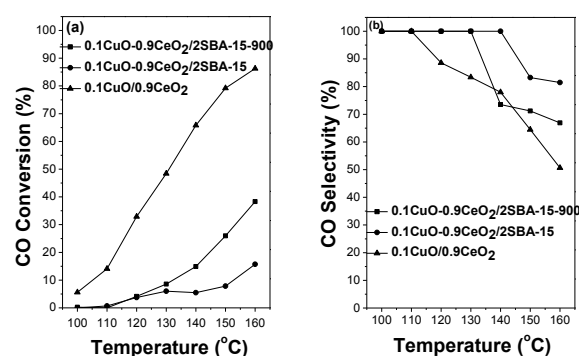 (a)
0.1CuO-0.9CeO2/2SBA-15-900
0.1CuO-0.9CeO2/2SBA-15
0.1CuO/0.9CeO2
100
90
80
70
60
50
40
30
20
10
0
CO Conversion (%)
100 110 120 130 140 150 160
Temperature (oC)
(b)
100
90
80
70
60
50
40
30
20
10
0
CO Selectivity (%)
0.1CuO-0.9CeO2/2SBA-15-900
0.1CuO-0.9CeO2/2SBA-15
0.1CuO/0.9CeO2
100 110 120 130 140 150 160
Temperature (oC)